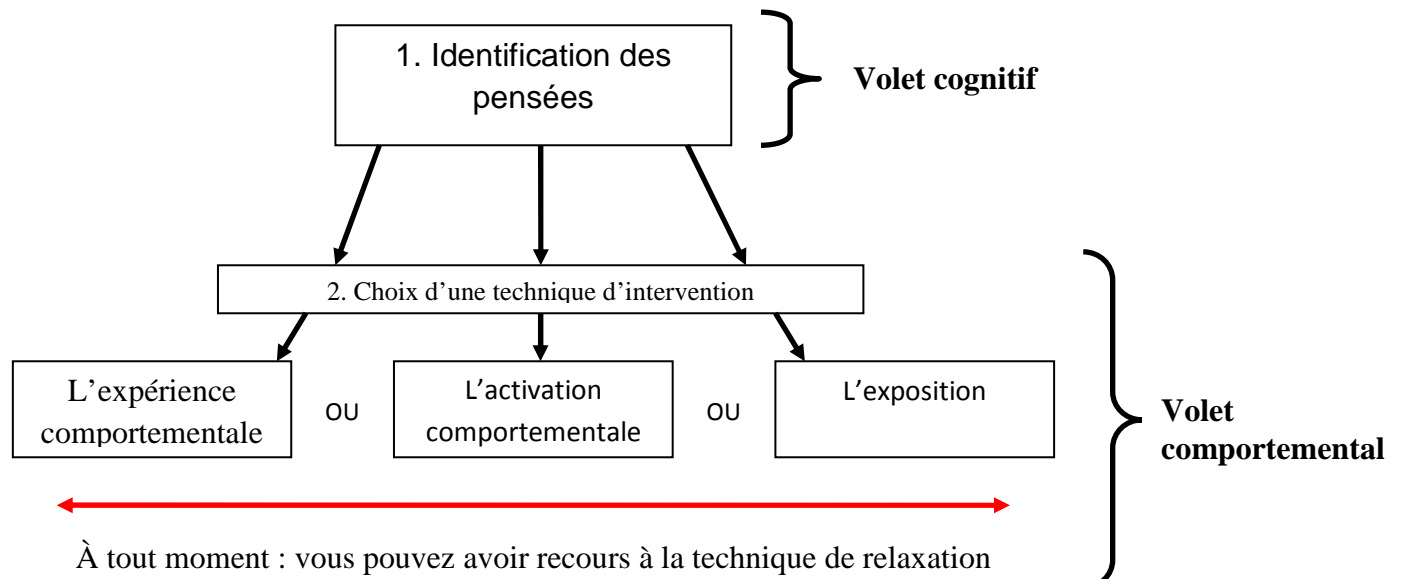 1. Identification des
pensées
Volet cognitif
2. Choix d’une technique d’intervention
L’expérience
comportementale
OU
L’activation
comportementale
OU
L’exposition
Volet
comportemental
À tout moment : vous pouvez avoir recours à la technique de relaxation